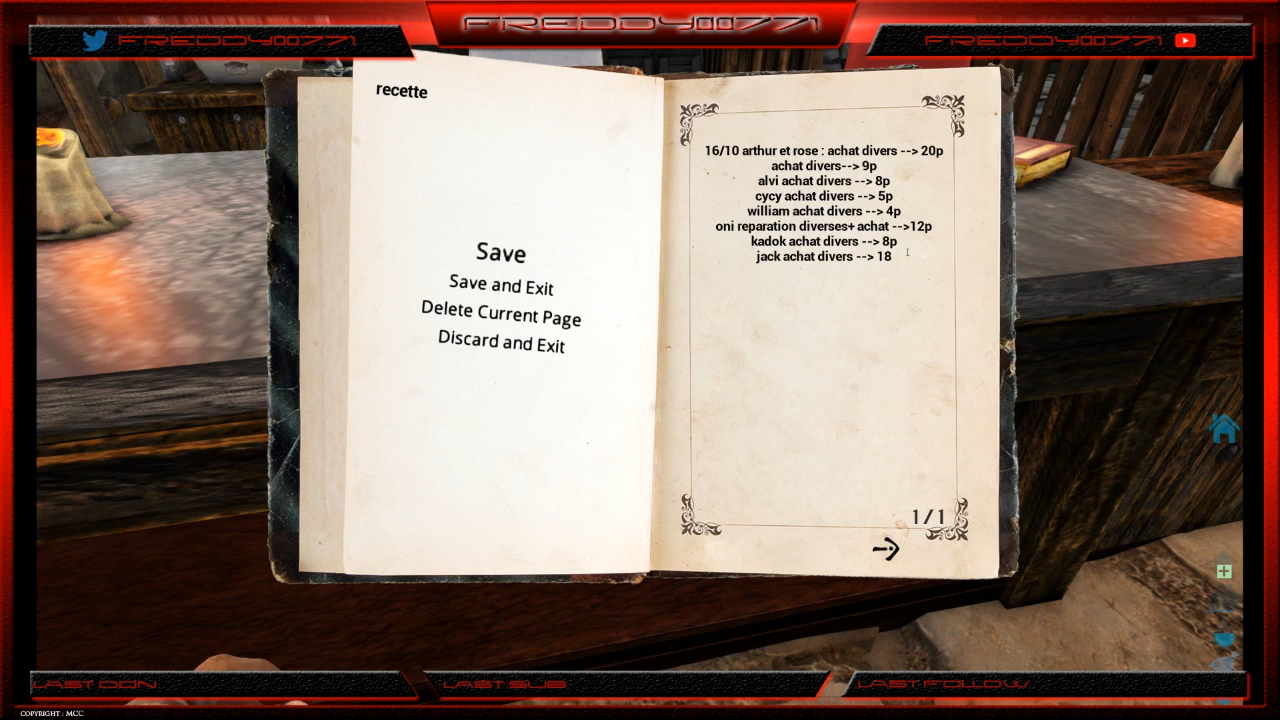 FREDDY00771
FREDDY00771
FREDDY00771
recette
Save
Save and Exit
Delete Current Page
Discard and Exit
16/10 arthur et rose : achat divers --> 20p
achat divers--> 9p
alvi achat divers --> 8p
cycy achat divers --> 5p
william achat divers --> 4p
oni reparation diverses+ achat -->12p
kadok achat divers --> 8p
jack achat divers --> 18
1/1
LAST DON
LAST SUB
LAST FOLLOW
COPYRIGHT : MCC